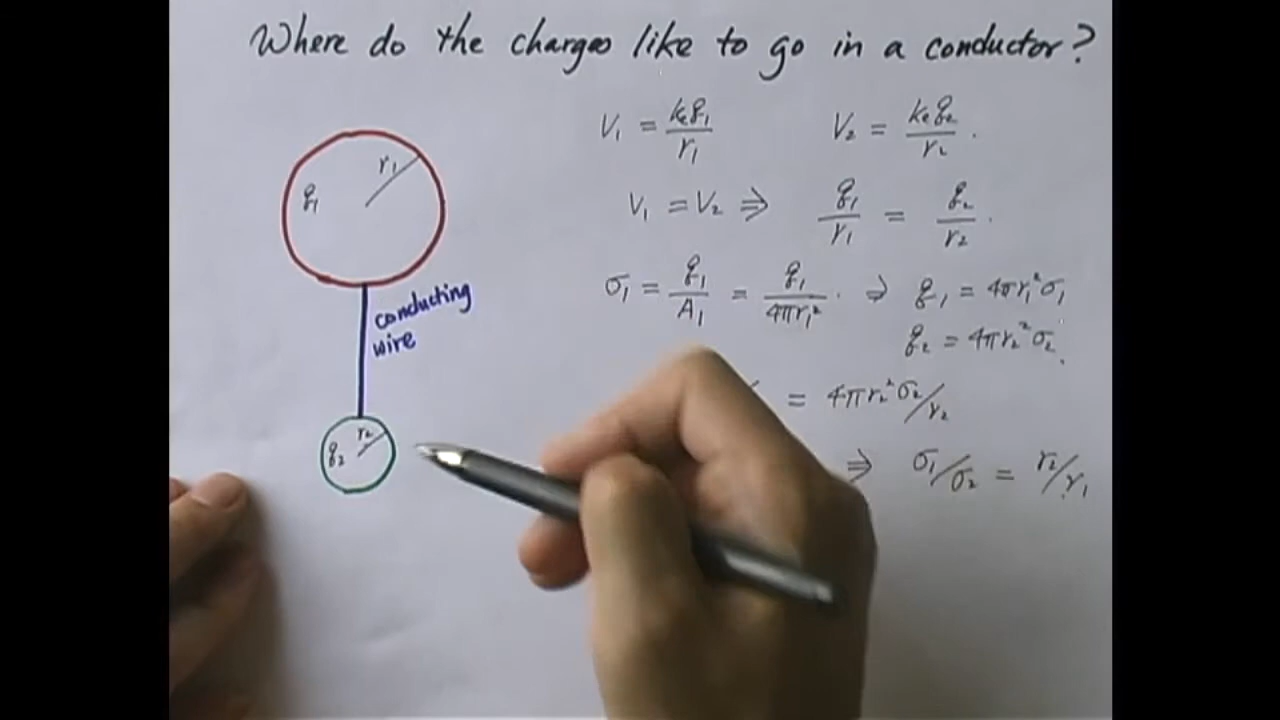 Where do the charges like to go in a conductor?
r₁
q₁
conducting
wire
r₂
q₂
V₁ = kₑq₁/r₁ V₂ = kₑq₂/r₂.
V₁ = V₂ ⇒ q₁/r₁ = q₂/r₂.
σ₁ = q₁/A₁ = q₁/4πr₁². ⇒ q₁ = 4πr₁²σ₁
q₂ = 4πr₂²σ₂.
= 4πr₂²σ₂/r₂
⇒ σ₁/σ₂ = r₂/r₁